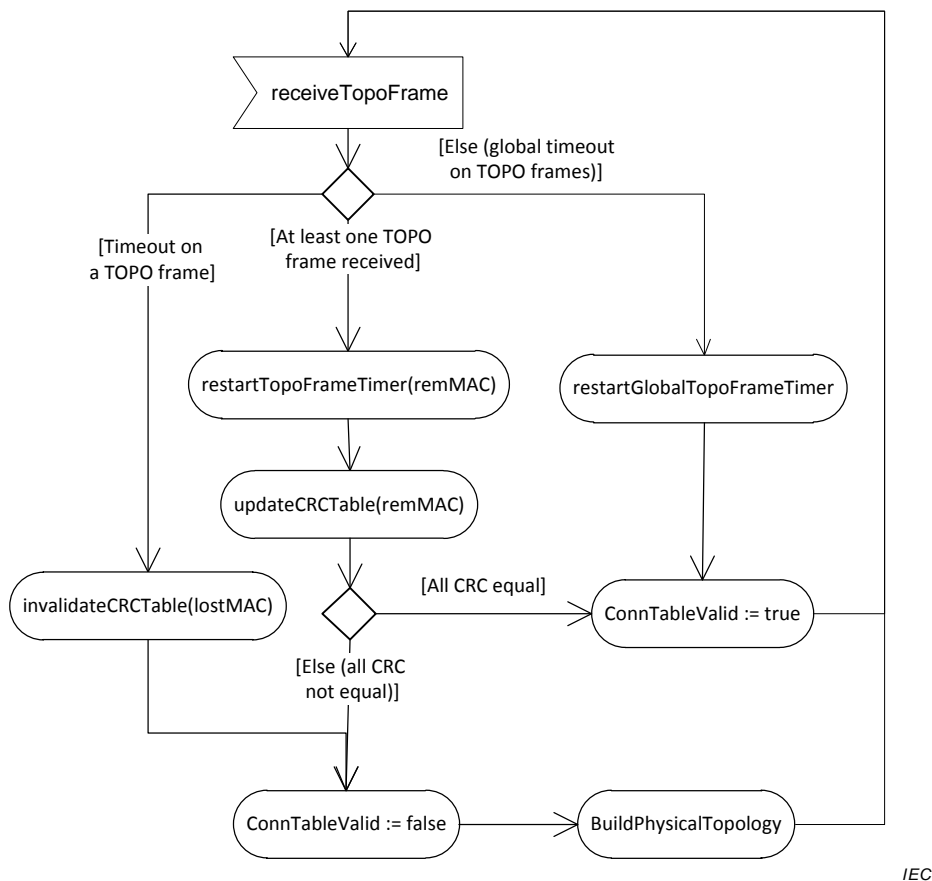 receiveTopoFrame
[Else (global timeout
on TOPO frames)]
[Timeout on
a TOPO frame]
[At least one TOPO
frame received]
restartTopoFrameTimer(remMAC)
restartGlobalTopoFrameTimer
updateCRCTable(remMAC)
[All CRC equal]
invalidateCRCTable(lostMAC)
ConnTableValid := true
[Else (all CRC
not equal)]
ConnTableValid := false
BuildPhysicalTopology
IEC